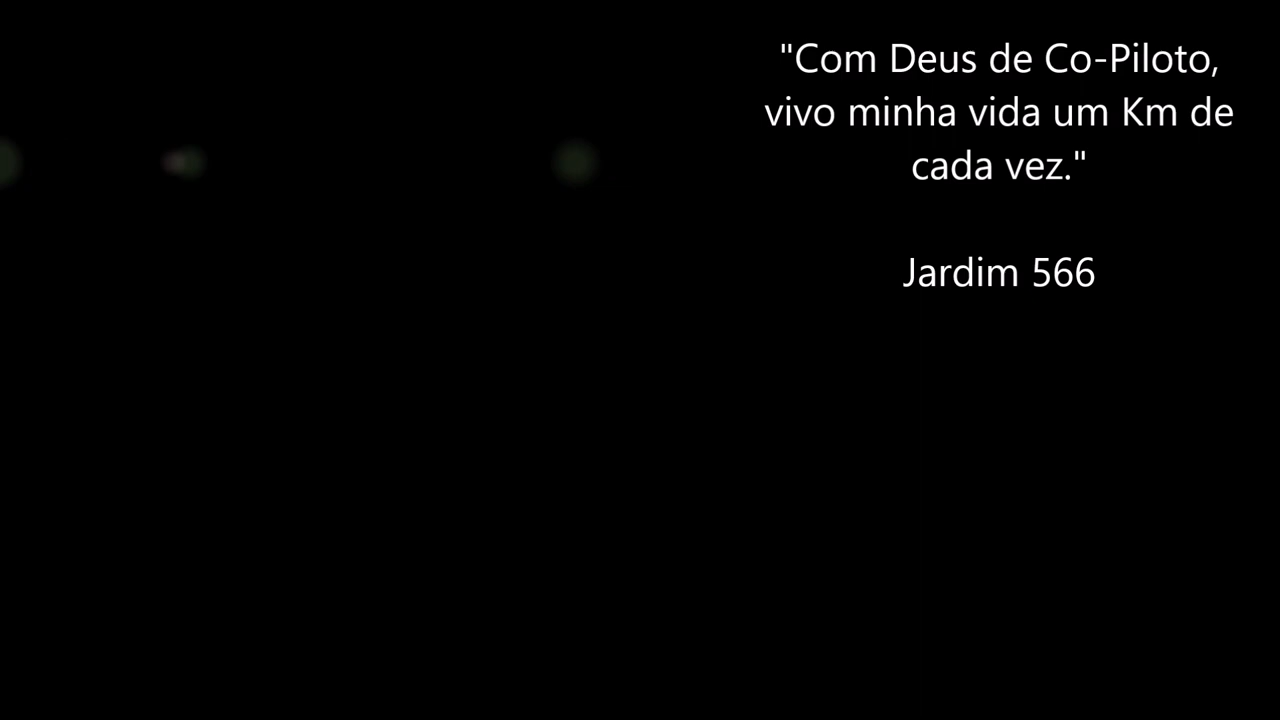 "Com Deus de Co-Piloto,
vivo minha vida um Km de
cada vez."
Jardim 566